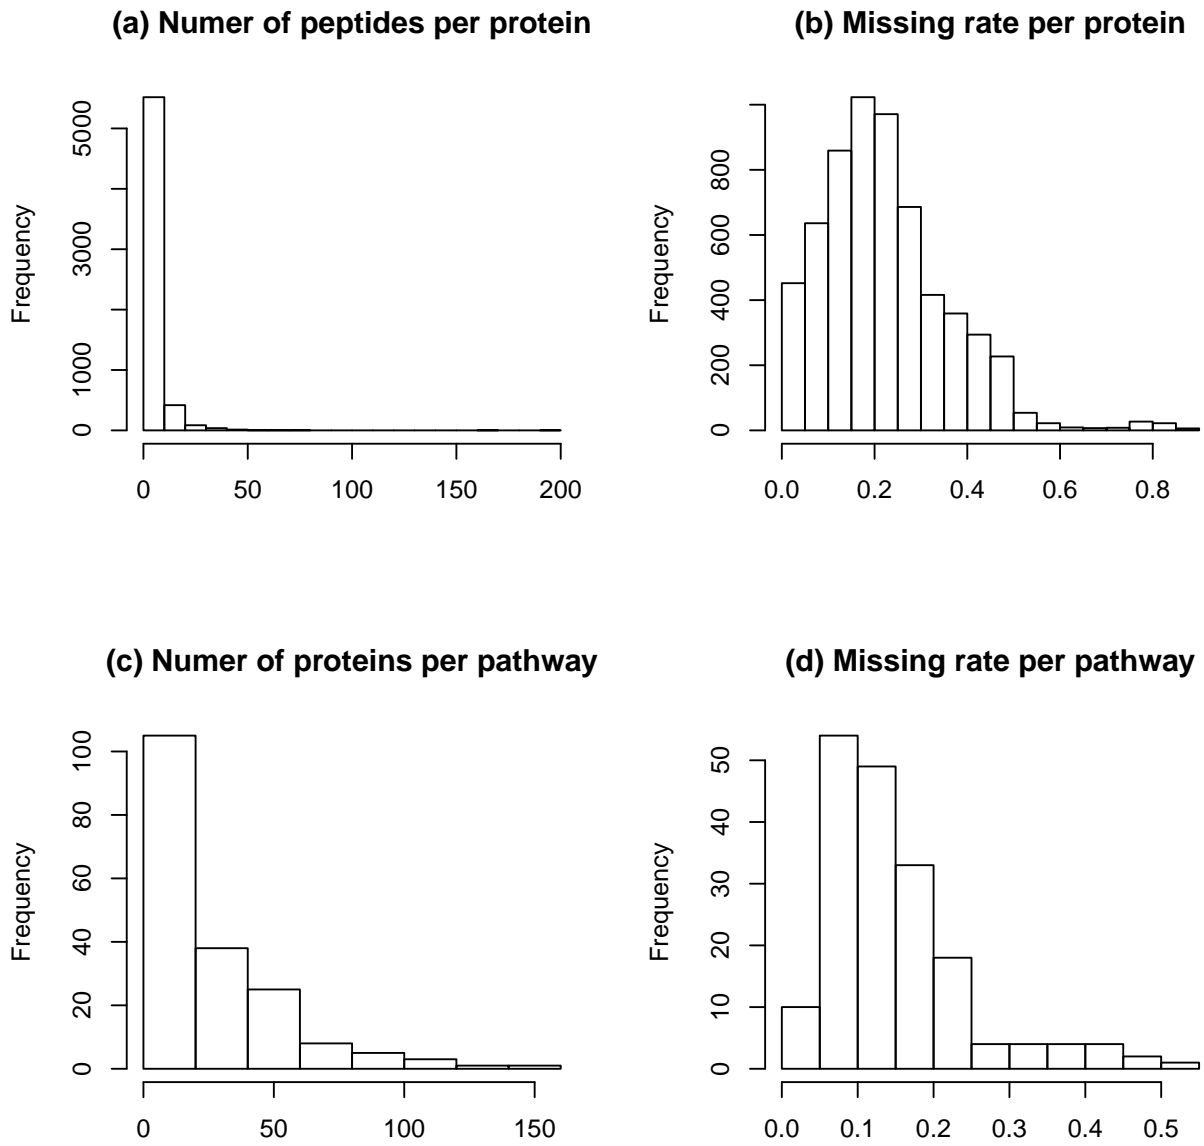 (a) Numer of peptides per protein
Frequency
0 1000 3000 5000
0 50 100 150 200
(b) Missing rate per protein
Frequency
0 200 400 600 800
0.0 0.2 0.4 0.6 0.8
(c) Numer of proteins per pathway
Frequency
0 20 40 60 80 100
0 50 100 150
(d) Missing rate per pathway
Frequency
0 10 20 30 40 50
0.0 0.1 0.2 0.3 0.4 0.5